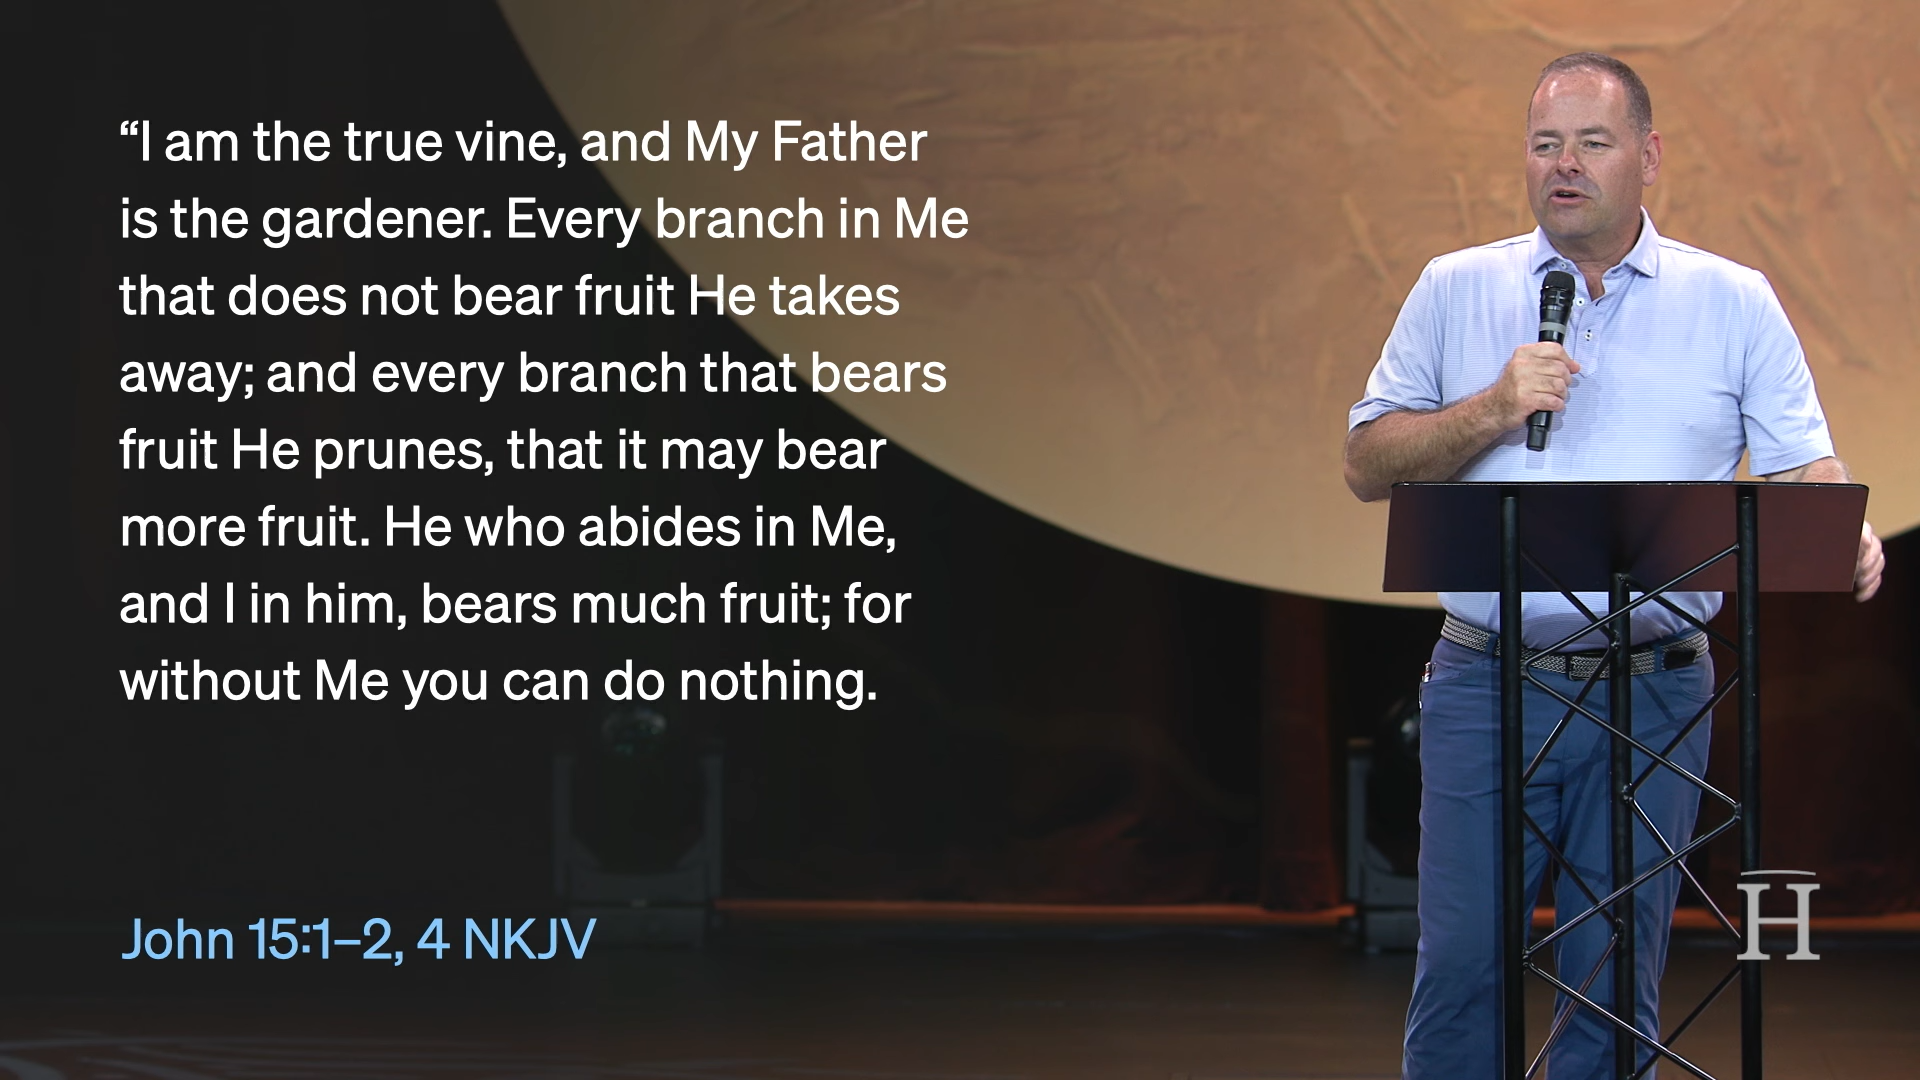 “I am the true vine, and My Father
is the gardener. Every branch in Me
that does not bear fruit He takes
away; and every branch that bears
fruit He prunes, that it may bear
more fruit. He who abides in Me,
and I in him, bears much fruit; for
without Me you can do nothing.
John 15:1–2, 4 NKJV
H